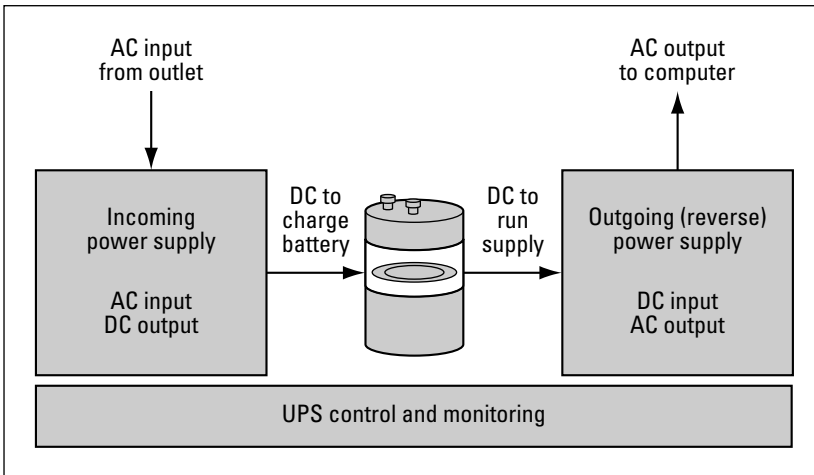 AC input
from outlet
AC output
to computer
Incoming
power supply
AC input
DC output
DC to
charge
battery
DC to
run
supply
Outgoing (reverse)
power supply
DC input
AC output
UPS control and monitoring